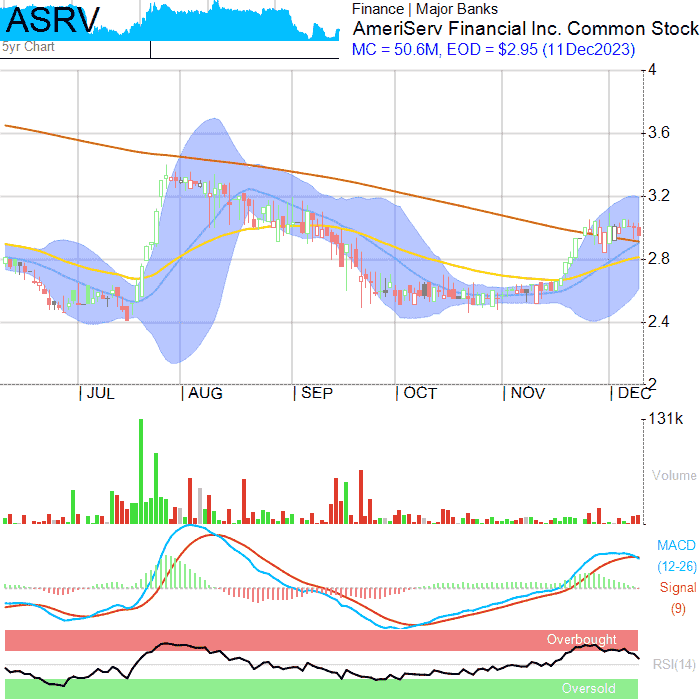 ASRV
5yr Chart
Finance | Major Banks
AmeriServ Financial Inc. Common Stock
MC = 50.6M, EOD = $2.95 (11Dec2023)
4
3.6
3.2
2.8
2.4
2
JUL AUG SEP OCT NOV DEC
131k
Volume
MACD
(12-26)
Signal
(9)
Overbought
RSI(14)
Oversold